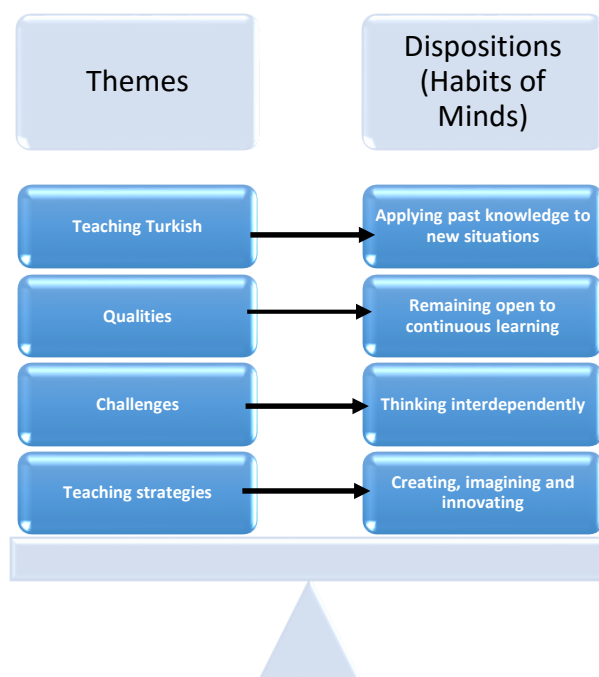 Themes
Dispositions
(Habits of
Minds)
Teaching Turkish
Applying past knowledge to
new situations
Qualities
Remaining open to
continuous learning
Challenges
Thinking interdependently
Teaching strategies
Creating, imagining and
innovating